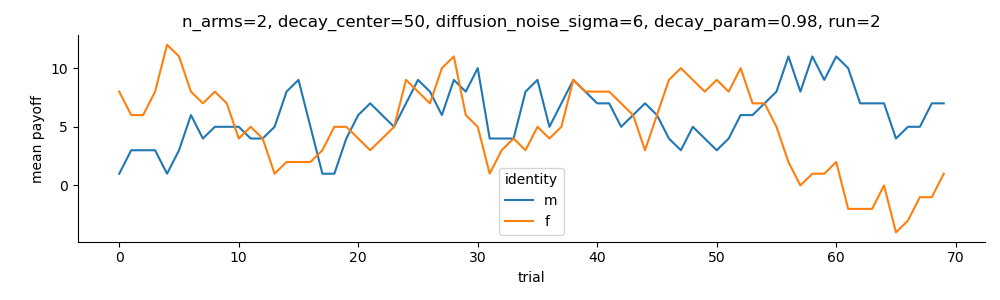 n_arms=2, decay_center=50, diffusion_noise_sigma=6, decay_param=0.98, run=2
mean payoff
10
5
0
identity
m
f
0 10 20 30 40 50 60 70
trial